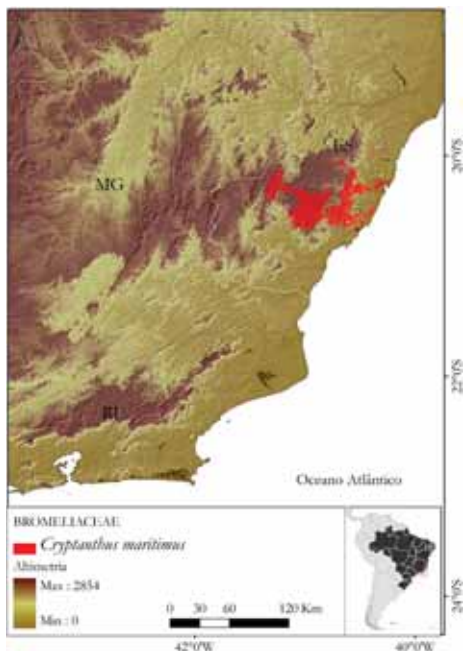 ES
20°0'S
MG
22°0'S
RJ
Oceano Atlântico
BROMELIACEAE
Cryptanthus maritimus
Altimetria
Max : 2854
Min : 0
0 30 60 120 Km
24°0'S
42°0'W 40°0'W